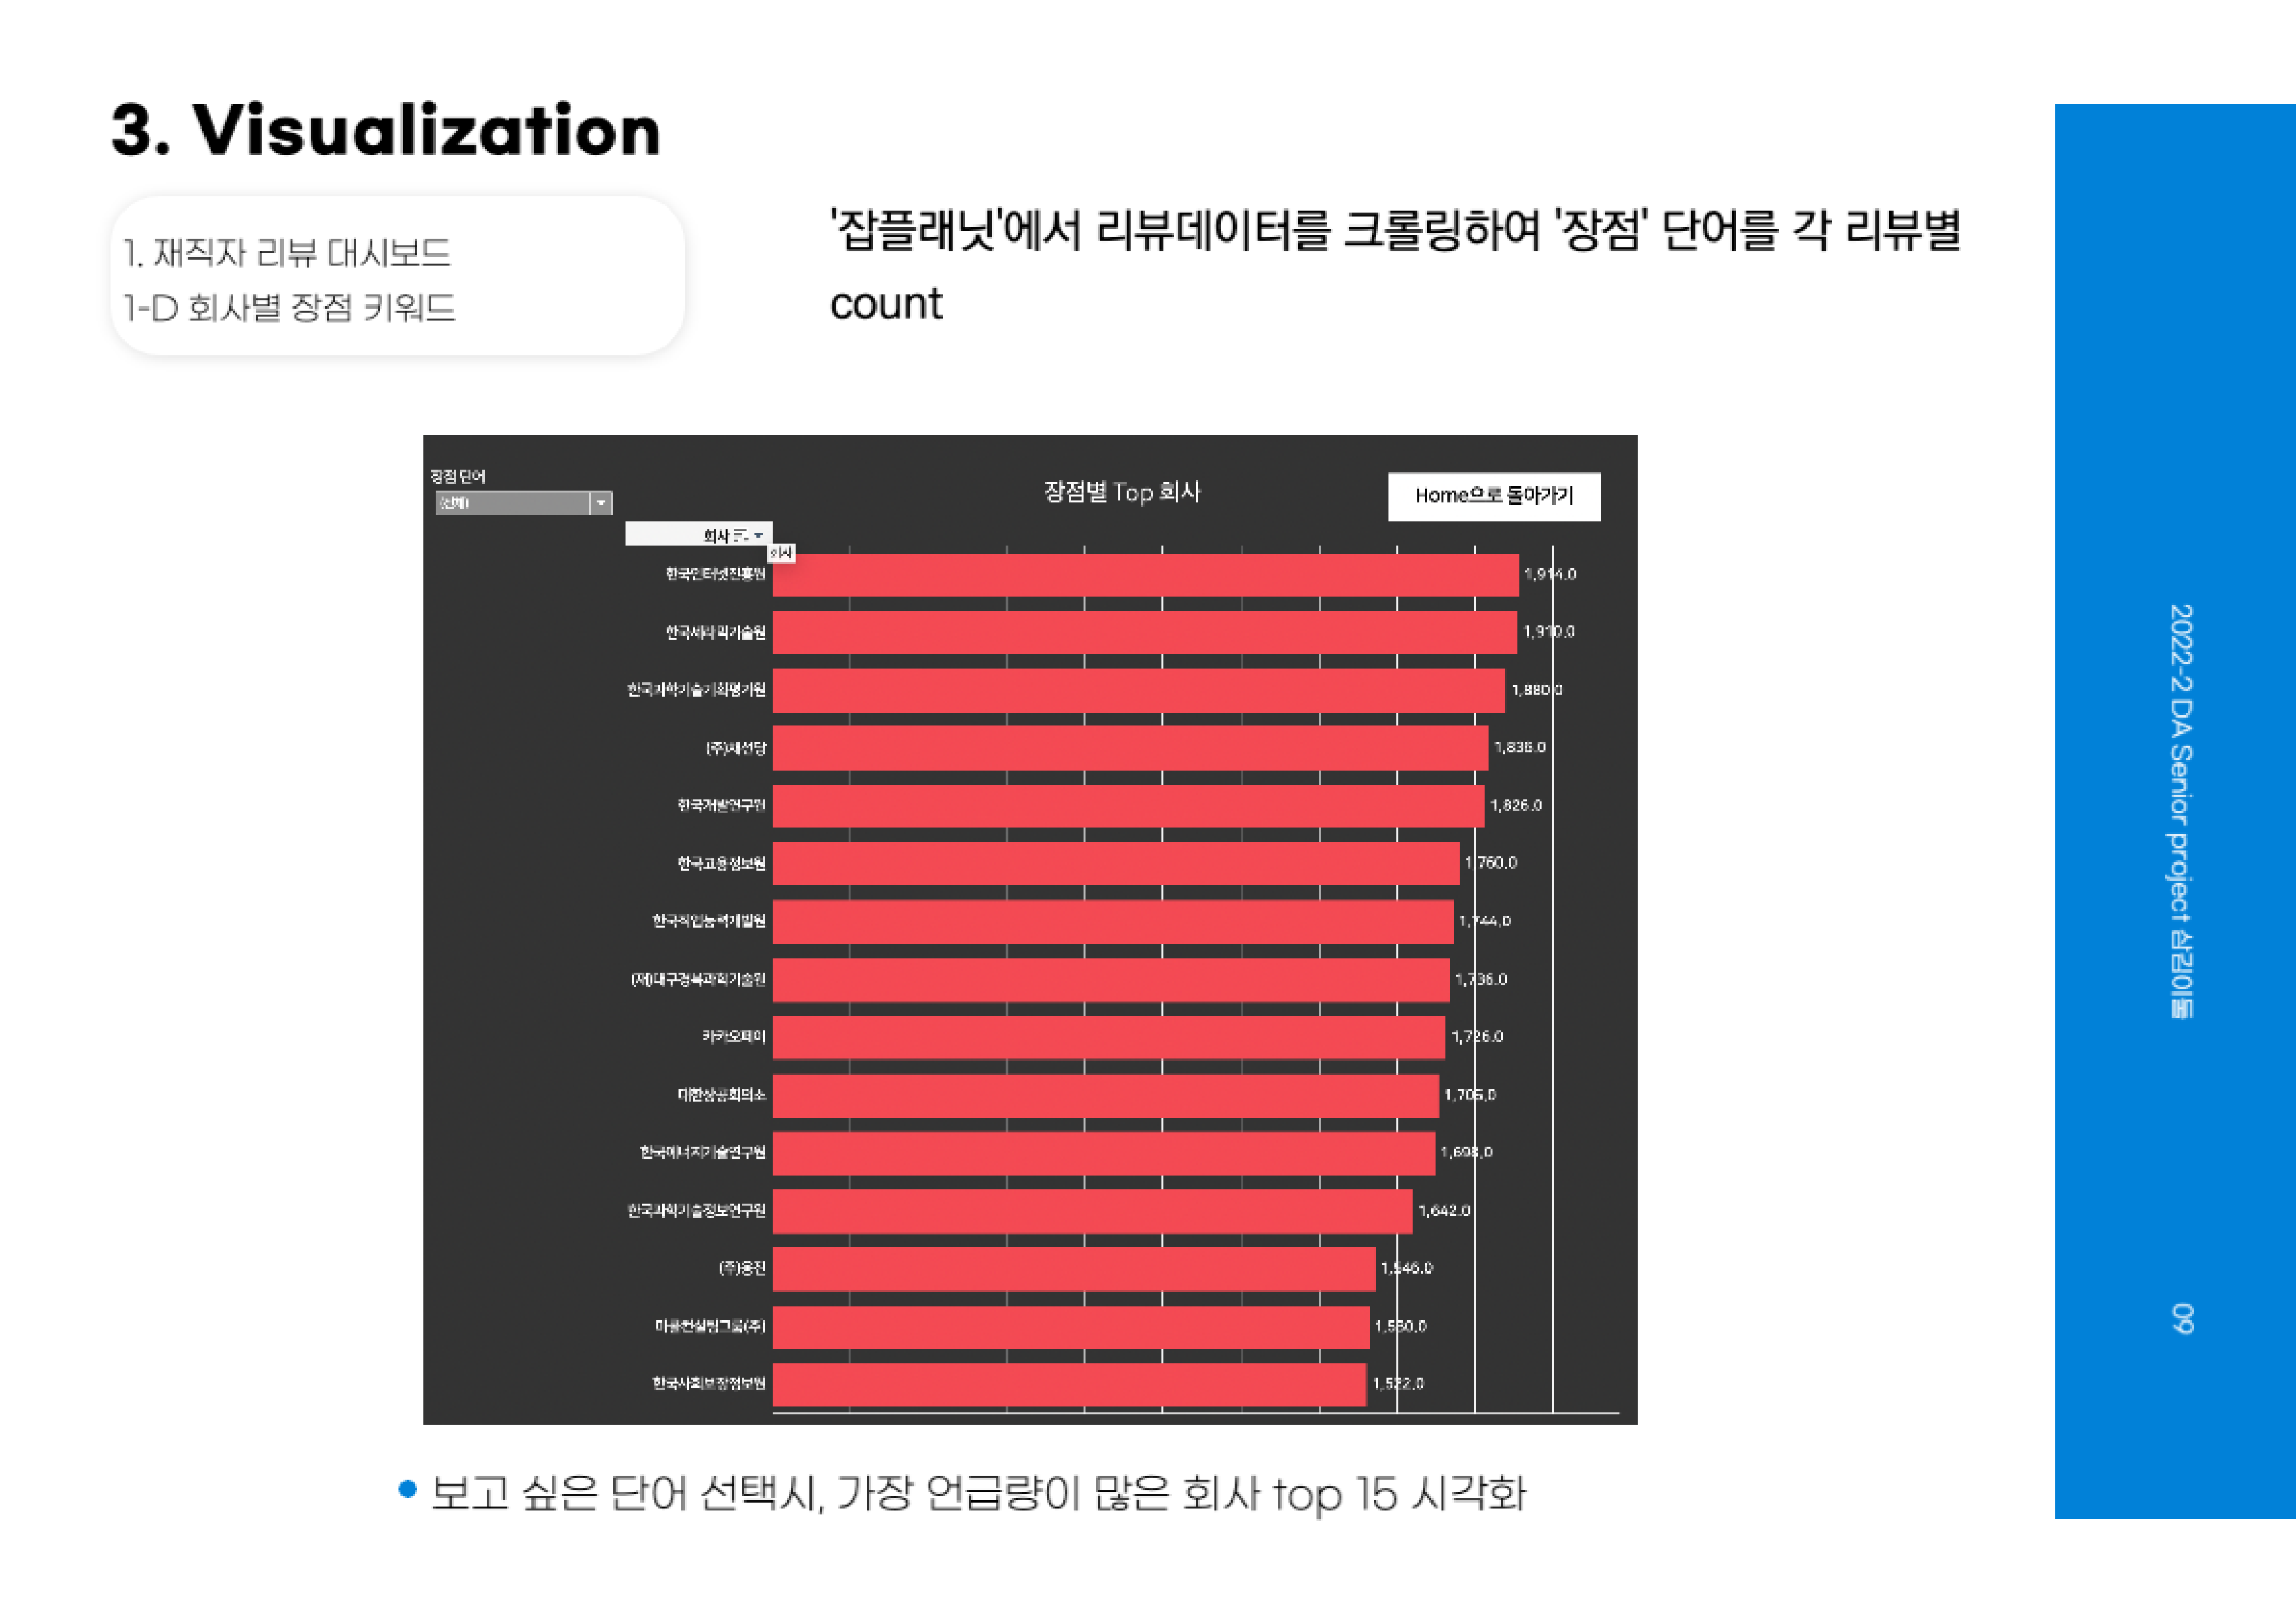 3. Visualization
1. 재직자 리뷰 대시보드
1-D 회사별 장점 키워드
'잡플래닛'에서 리뷰데이터를 크롤링하여 '장점' 단어를 각 리뷰별
count
장점 단어
(전체)
장점별 Top 회사
Home으로 돌아가기
회사
회사
한국인터넷진흥원 1,914.0
한국세라믹기술원 1,910.0
한국과학기술기획평가원 1,880.0
(주)채선당 1,836.0
한국개발연구원 1,826.0
한국고용정보원 1,760.0
한국직업능력개발원 1,744.0
(재)대구경북과학기술원 1,736.0
카카오페이 1,726.0
대한상공회의소
한국에너지기술연구원 1,698.0
한국과학기술정보연구원 1,642.0
(주)웅진 1,546.0
마콜컨설팅그룹(주)
한국사회보장정보원 1,522.0
보고 싶은 단어 선택시, 가장 언급량이 많은 회사 top 15 시각화
2022-2 DA Senior project 삼김이돌
09